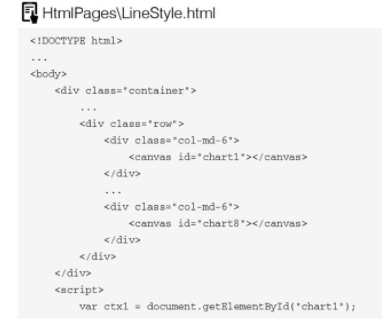 HtmlPages\LineStyle.html
<!DOCTYPE html>
...
<body>
    <div class="container">
        ...
        <div class="row">
            <div class="col-md-6">
                <canvas id="chart1"></canvas>
            </div>
            ...
            <div class="col-md-6">
                <canvas id="chart8"></canvas>
            </div>
        </div>
    </div>
    <script>
        var ctx1 = document.getElementById("chart1");